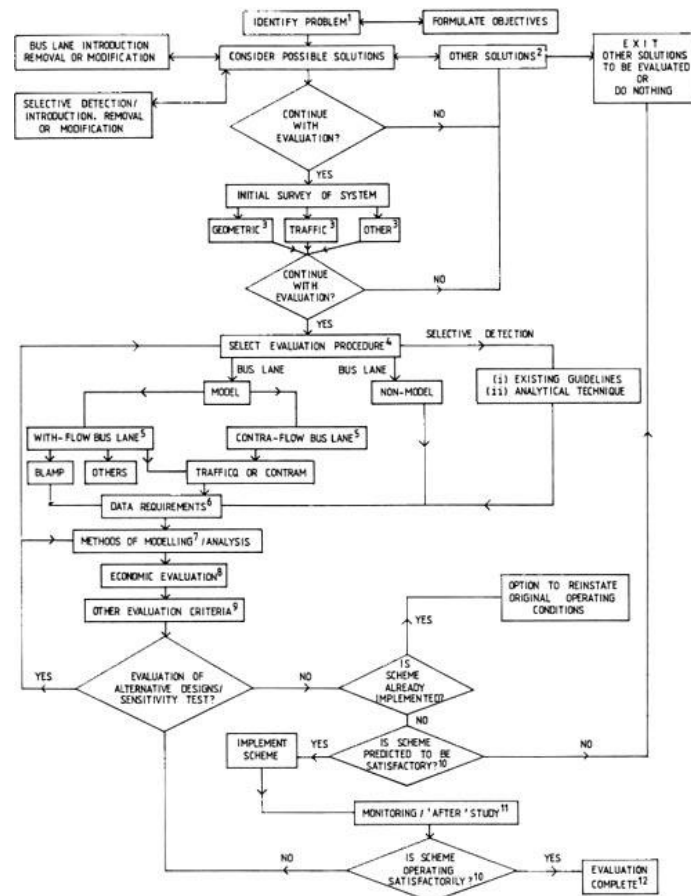 IDENTIFY PROBLEM¹
FORMULATE OBJECTIVES
BUS LANE INTRODUCTION
REMOVAL OR MODIFICATION
CONSIDER POSSIBLE SOLUTIONS
OTHER SOLUTIONS²
EXIT
OTHER SOLUTIONS
TO BE EVALUATED
OR
DO NOTHING
SELECTIVE DETECTION/
INTRODUCTION, REMOVAL
OR MODIFICATION
CONTINUE
WITH
EVALUATION?
NO
YES
INITIAL SURVEY OF SYSTEM
GEOMETRIC³
TRAFFIC³
OTHER³
CONTINUE
WITH
EVALUATION?
NO
YES
SELECT EVALUATION PROCEDURE⁴
SELECTIVE DETECTION
BUS LANE
BUS LANE
MODEL
NON-MODEL
(i) EXISTING GUIDELINES
(ii) ANALYTICAL TECHNIQUE
WITH-FLOW BUS LANE⁵
CONTRA-FLOW BUS LANE⁵
BLAMP
OTHERS
TRAFFICQ OR CONTRAM
DATA REQUIREMENTS⁶
METHODS OF MODELLING⁷/ANALYSIS
ECONOMIC EVALUATION⁸
OTHER EVALUATION CRITERIA⁹
OPTION TO REINSTATE
ORIGINAL OPERATING
CONDITIONS
YES
YES
EVALUATION OF
ALTERNATIVE DESIGNS/
SENSITIVITY TEST?
NO
IS
SCHEME
ALREADY
IMPLEMENTED?
NO
IMPLEMENT
SCHEME
YES
IS SCHEME
PREDICTED TO BE
SATISFACTORY?¹⁰
NO
MONITORING/'AFTER' STUDY¹¹
NO
IS SCHEME
OPERATING
SATISFACTORILY?¹⁰
YES
EVALUATION
COMPLETE¹²